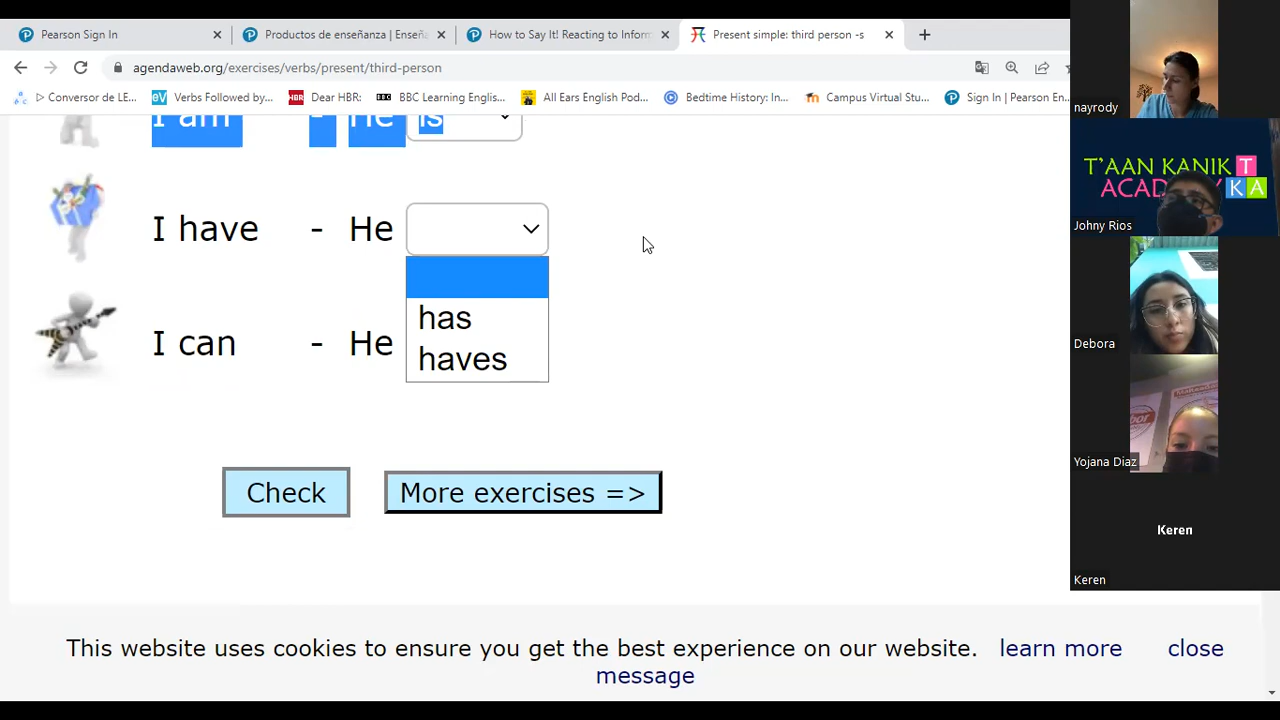 Pearson Sign In
Productos de enseñanza | Enseña
How to Say It! Reacting to Inform
Present simple: third person -s
agendaweb.org/exercises/verbs/present/third-person
▷ Conversor de LE...
eV Verbs Followed by...
HBR Dear HBR:
BBC BBC Learning Englis...
All Ears English Pod...
Bedtime History: In...
Campus Virtual Stu...
Sign In | Pearson En...
I am - He is
I have - He
has
haves
I can - He
Check
More exercises =>
This website uses cookies to ensure you get the best experience on our website. learn more close
message
nayrody
T'AAN KANIK T
ACAD KA
Johny Rios
Debora
Yojana Diaz
Keren
Keren